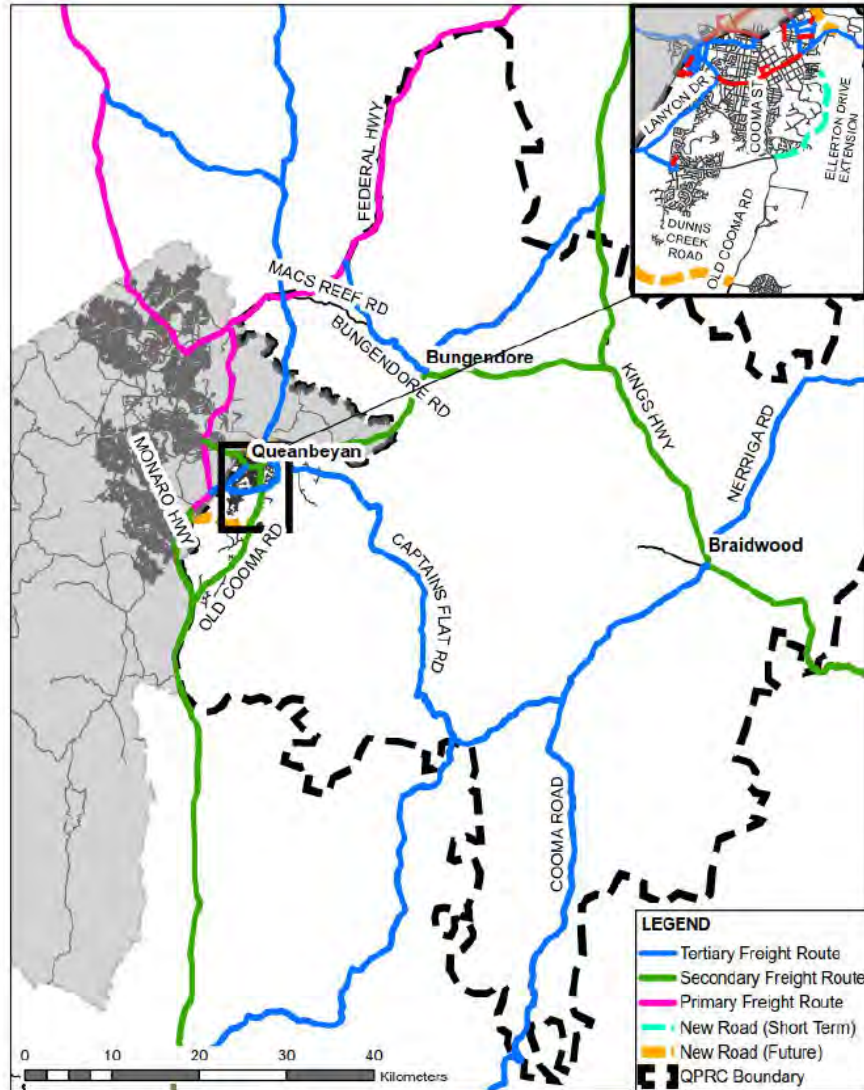 LANYON DR
COOMA ST
ELLERTON DRIVE
EXTENSION
DUNNS
CREEK
ROAD
OLD COOMA RD
FEDERAL HWY
MACS REEF RD
BUNGENDORE RD
Bungendore
KINGS HWY
NERRIGA RD
Queanbeyan
MONARO HWY
OLD COOMA RD
Braidwood
CAPTAINS FLAT RD
COOMA ROAD
LEGEND
Tertiary Freight Route
Secondary Freight Route
Primary Freight Route
New Road (Short Term)
New Road (Future)
QPRC Boundary
0 10 20 30 40
Kilometers